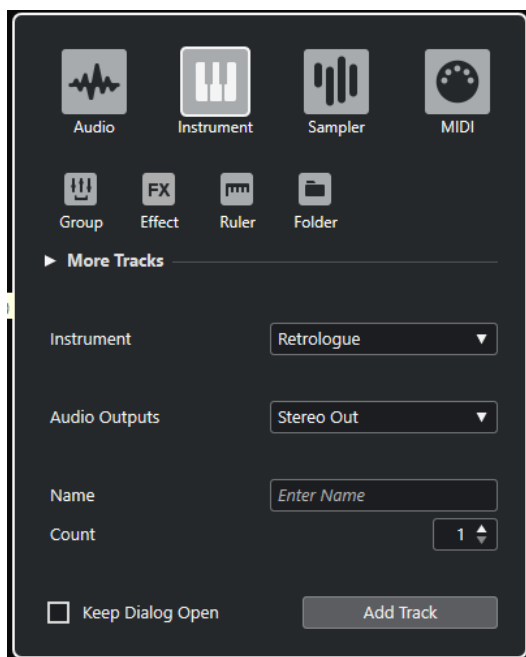 Audio Instrument Sampler MIDI
FX
Group Effect Ruler Folder
More Tracks
Instrument Retrologue
Audio Outputs Stereo Out
Name Enter Name
Count 1
Keep Dialog Open Add Track